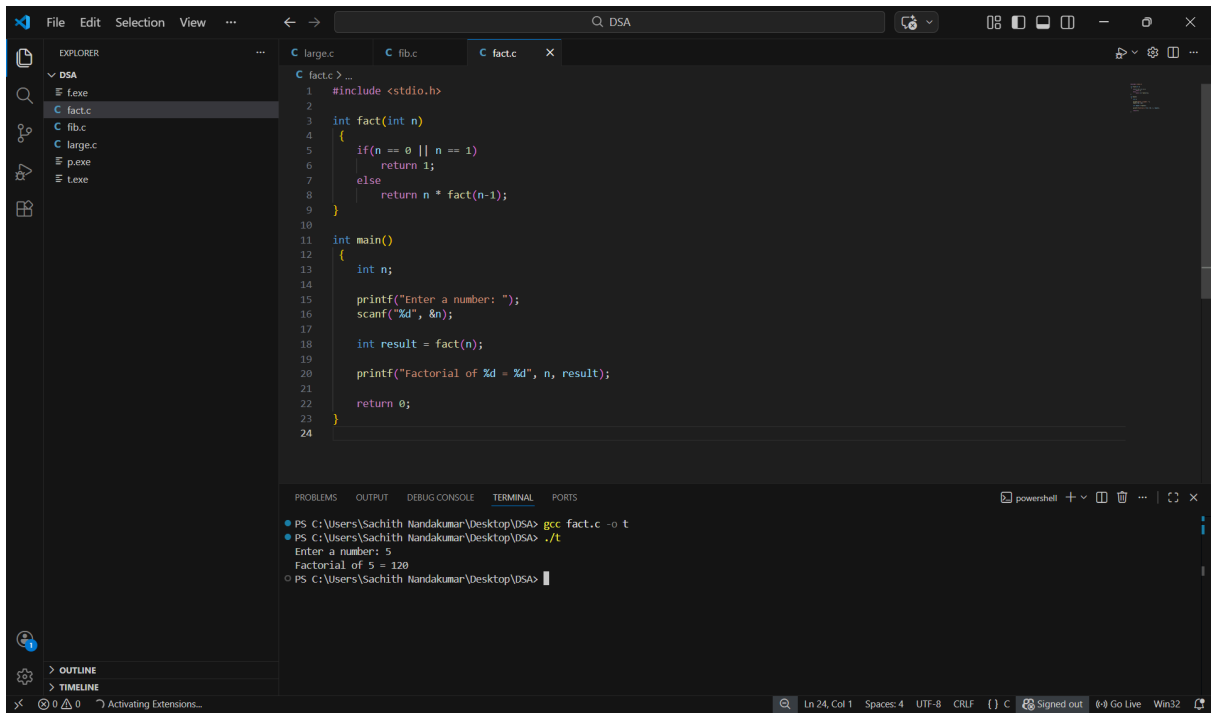 File Edit Selection View ···
DSA
EXPLORER ···
DSA
f.exe
C fact.c
C fib.c
C large.c
p.exe
t.exe
OUTLINE
TIMELINE
C large.c C fib.c C fact.c ×
C fact.c > ...
1 #include <stdio.h>
2
3 int fact(int n)
4 {
5 if(n == 0 || n == 1)
6 return 1;
7 else
8 return n * fact(n-1);
9 }
10
11 int main()
12 {
13 int n;
14
15 printf("Enter a number: ");
16 scanf("%d", &n);
17
18 int result = fact(n);
19
20 printf("Factorial of %d = %d", n, result);
21
22 return 0;
23 }
24
PROBLEMS OUTPUT DEBUG CONSOLE TERMINAL PORTS powershell
PS C:\Users\Sachith Nandakumar\Desktop\DSA> gcc fact.c -o t
PS C:\Users\Sachith Nandakumar\Desktop\DSA> ./t
Enter a number: 5
Factorial of 5 = 120
PS C:\Users\Sachith Nandakumar\Desktop\DSA>
1
0 0 Activating Extensions... Ln 24, Col 1 Spaces: 4 UTF-8 CRLF { } C Signed out Go Live Win32